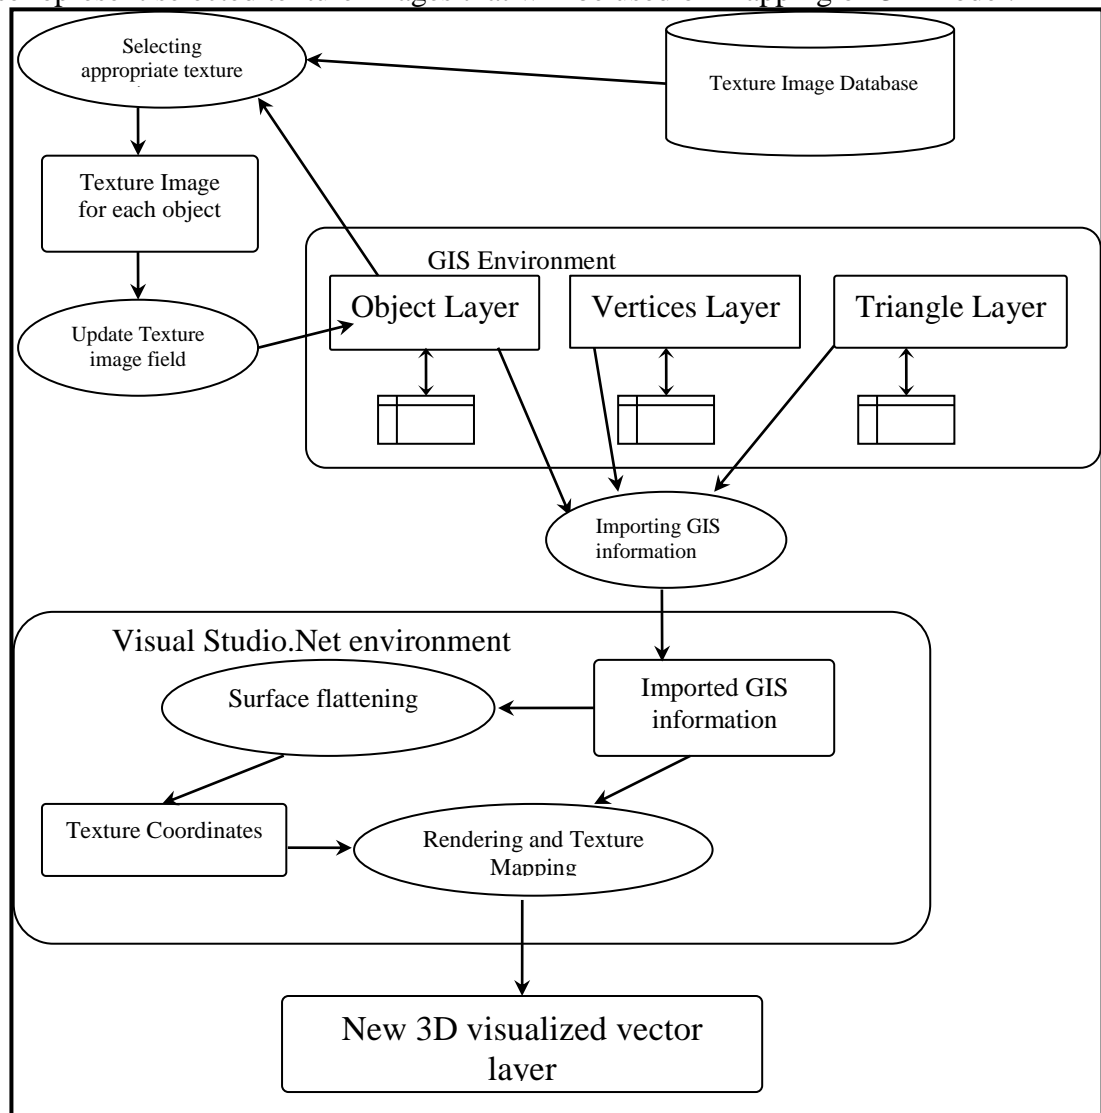 Selecting
appropriate texture
Texture Image Database
Texture Image
for each object
GIS Environment
Object Layer
Vertices Layer
Triangle Layer
Update Texture
image field
Importing GIS
information
Visual Studio.Net environment
Surface flattening
Imported GIS
information
Texture Coordinates
Rendering and Texture
Mapping
New 3D visualized vector
layer